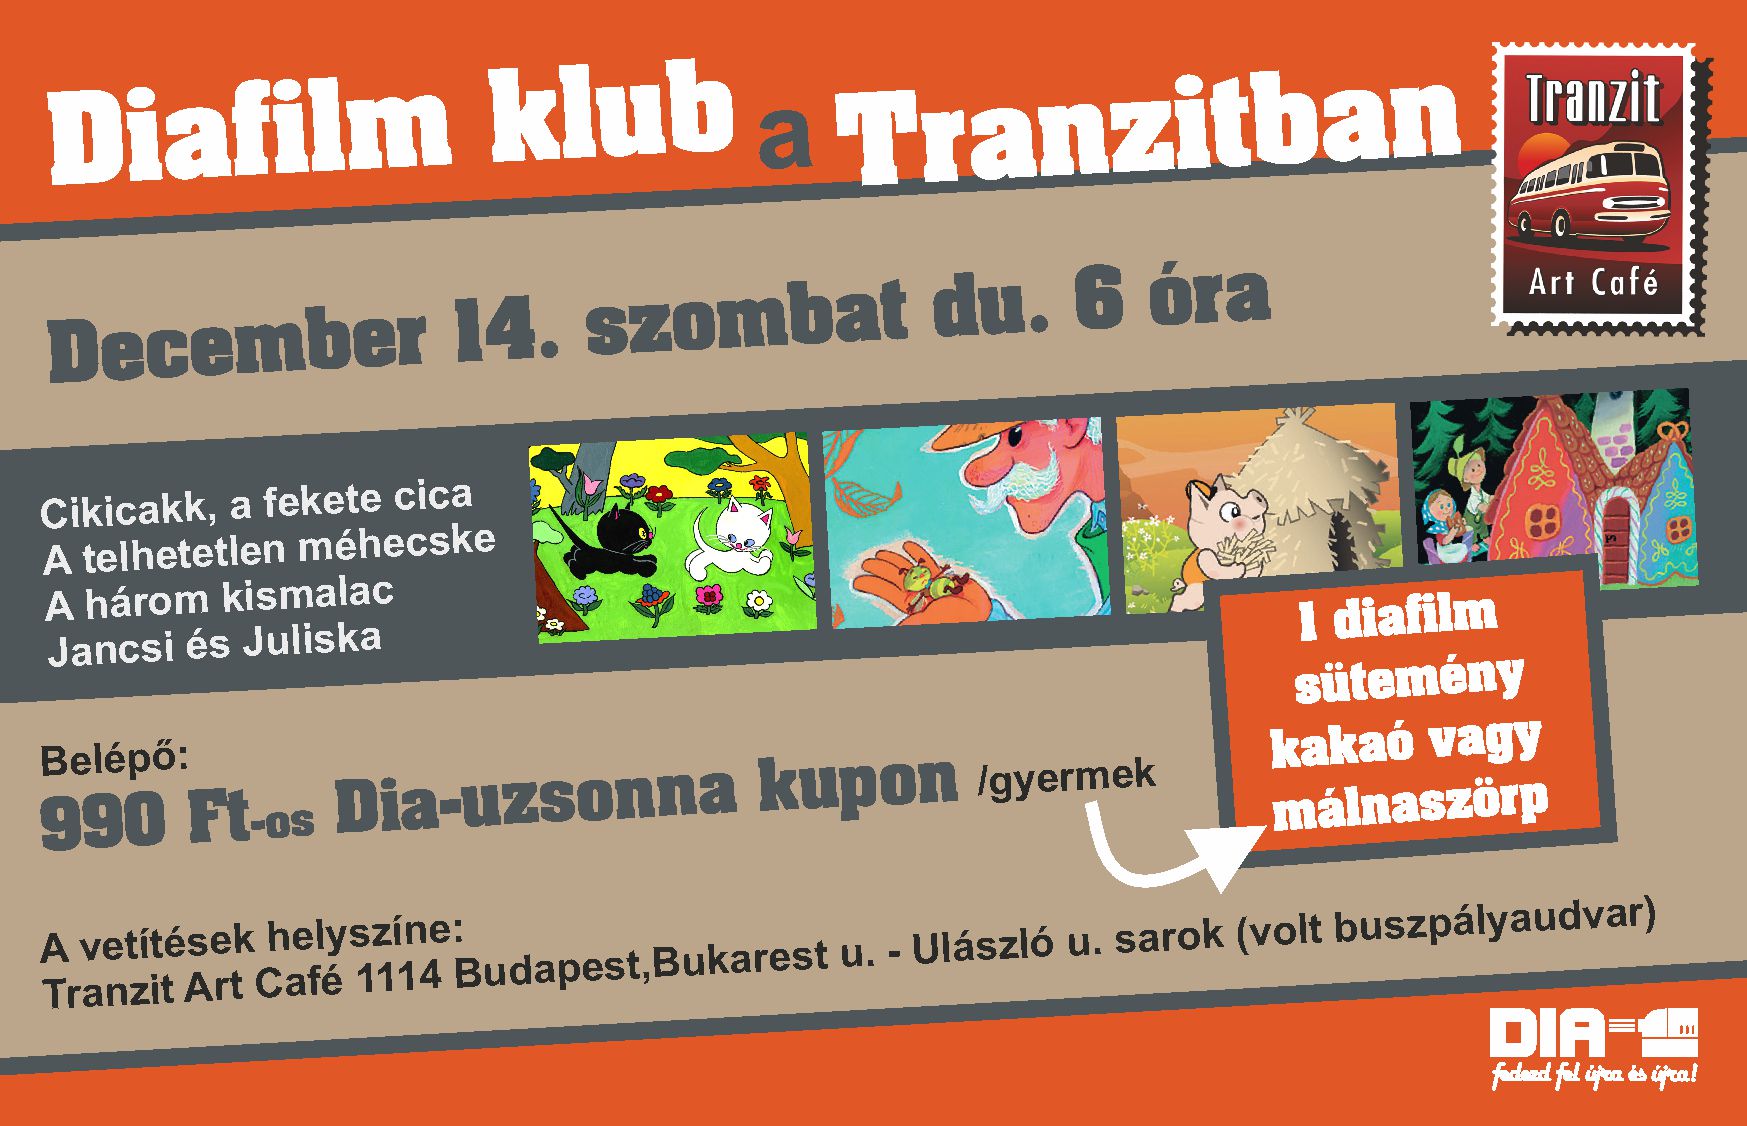 Diafilm klub a Tranzitban
Tranzit
Art Café
December 14. szombat du. 6 óra
Cikicakk, a fekete cica
A telhetetlen méhecske
A három kismalac
Jancsi és Juliska
1 diafilm
sütemény
kakaó vagy
málnaszörp
Belépő:
990 Ft-os Dia-uzsonna kupon /gyermek
A vetítések helyszíne:
Tranzit Art Café 1114 Budapest,Bukarest u. - Ulászló u. sarok (volt buszpályaudvar)
DIA
fedezd fel újra és újra!